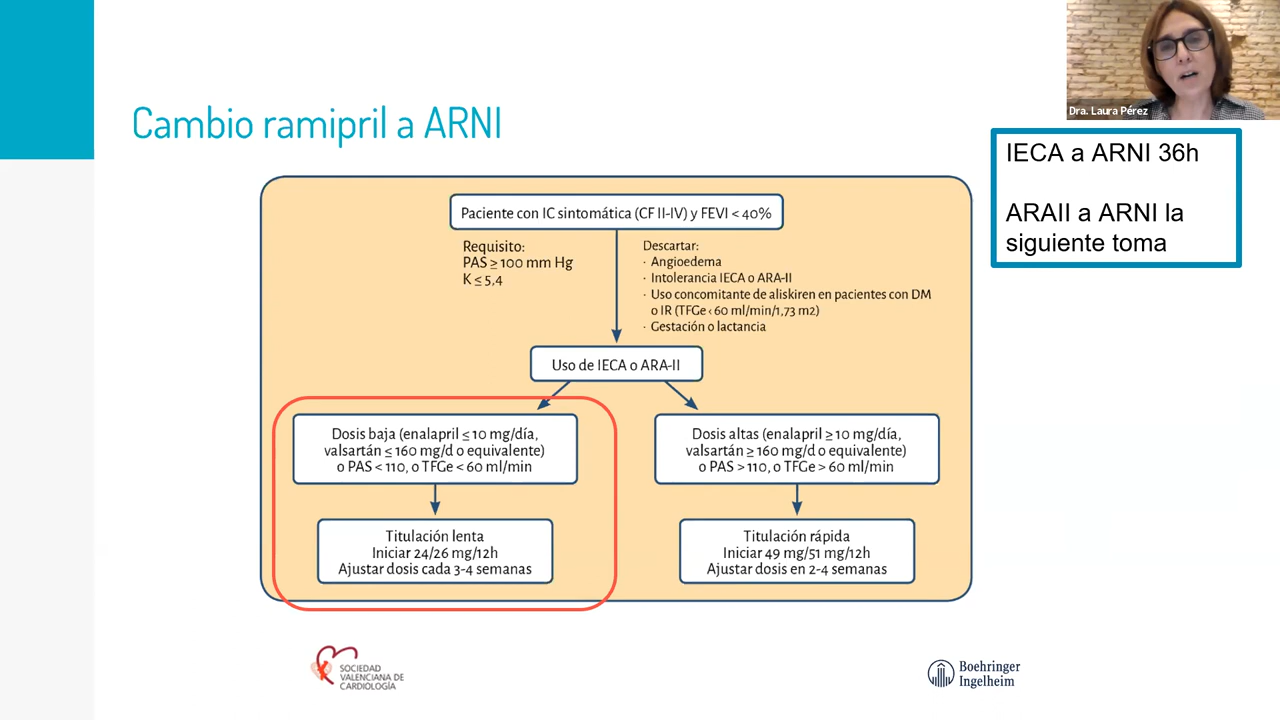 Dra. Laura Pérez
Cambio ramipril a ARNI
IECA a ARNI 36h
ARAII a ARNI la
siguiente toma
Paciente con IC sintomática (CF II-IV) y FEVI < 40%
Requisito:
PAS ≥ 100 mm Hg
K ≤ 5,4
Descartar:
· Angioedema
· Intolerancia IECA o ARA-II
· Uso concomitante de aliskiren en pacientes con DM
o IR (TFGe < 60 ml/min/1,73 m2)
· Gestación o lactancia
Uso de IECA o ARA-II
Dosis baja (enalapril ≤ 10 mg/día,
valsartán ≤ 160 mg/d o equivalente)
o PAS < 110, o TFGe < 60 ml/min
Titulación lenta
Iniciar 24/26 mg/12h
Ajustar dosis cada 3-4 semanas
Dosis altas (enalapril ≥ 10 mg/día,
valsartán ≥ 160 mg/d o equivalente)
o PAS > 110, o TFGe > 60 ml/min
Titulación rápida
Iniciar 49 mg/51 mg/12h
Ajustar dosis en 2-4 semanas
SOCIEDAD
VALENCIANA DE
CARDIOLOGÍA
Boehringer
Ingelheim